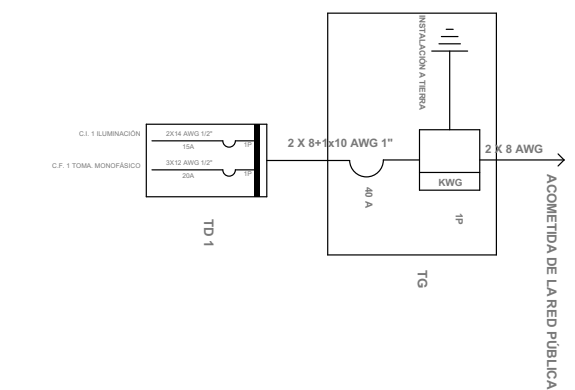 C.I. 1 ILUMINACIÓN
2X14 AWG 1/2"
15A
1P
C.F. 1 TOMA. MONOFÁSICO
3X12 AWG 1/2"
20A
1P
TD 1
2 X 8+1x10 AWG 1"
40 A
INSTALACIÓN A TIERRA
KWG
1P
TG
2 X 8 AWG
ACOMETIDA DE LA RED PÚBLICA